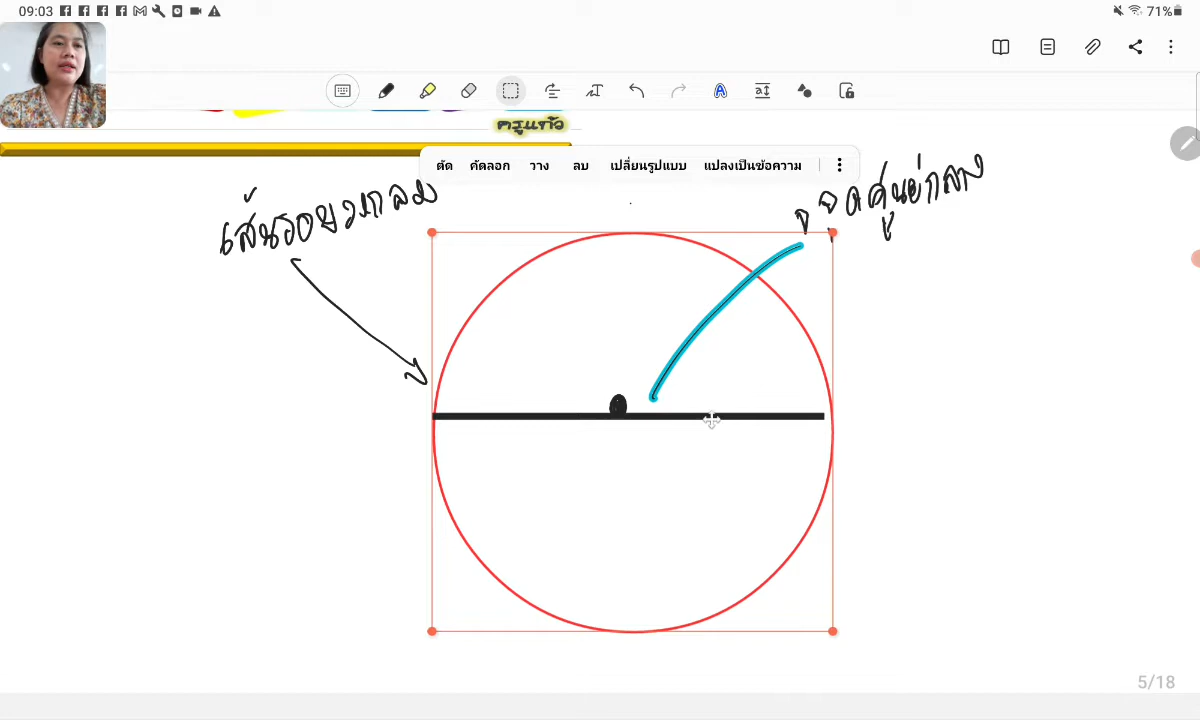 09:03
71%
ครูแก้ว
ตัด คัดลอก วาง ลบ เปลี่ยนรูปแบบ แปลงเป็นข้อความ
เส้นรอบวงกลม
จุดศูนย์กลาง
5/18